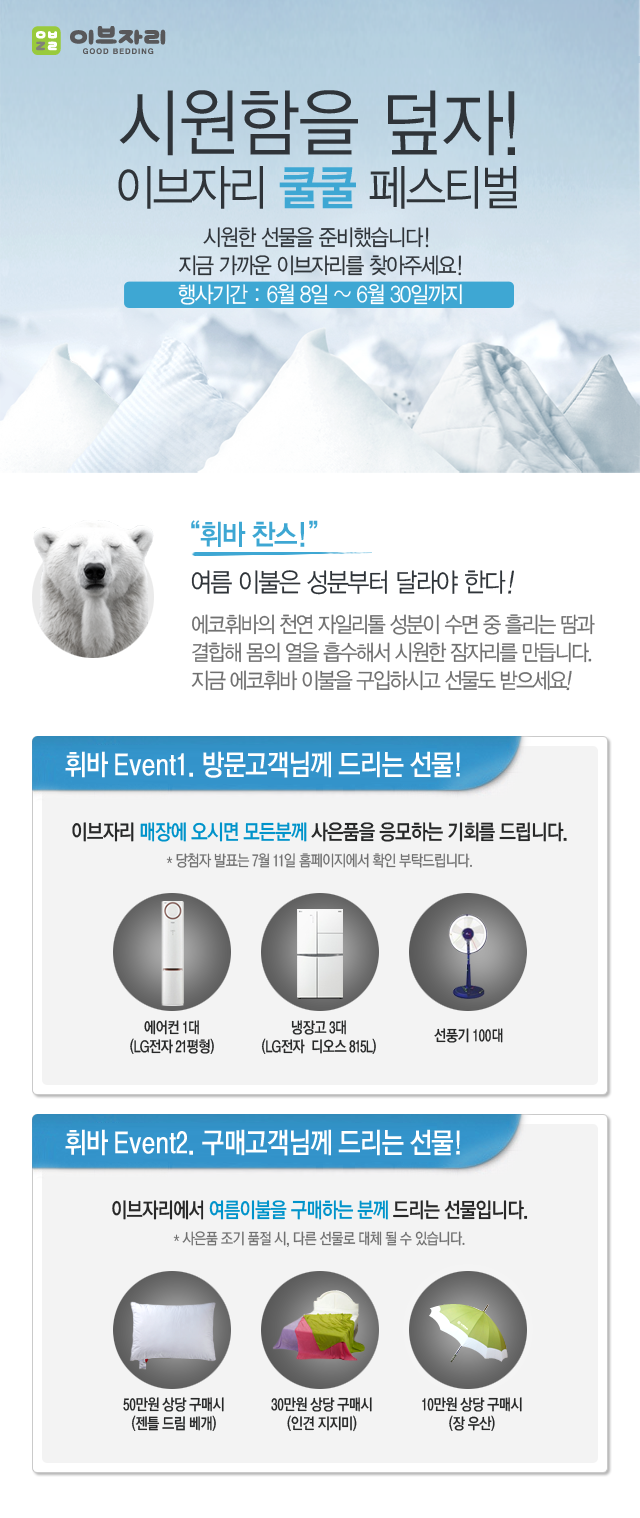 이브자리
GOOD BEDDING
시원함을 덮자!
이브자리 쿨쿨 페스티벌
시원한 선물을 준비했습니다!
지금 가까운 이브자리를 찾아주세요!
행사기간 : 6월 8일 ~ 6월 30일까지
“휘바 찬스!”
여름 이불은 성분부터 달라야 한다!
에코휘바의 천연 자일리톨 성분이 수면 중 흘리는 땀과
결합해 몸의 열을 흡수해서 시원한 잠자리를 만듭니다.
지금 에코휘바 이불을 구입하시고 선물도 받으세요!
휘바 Event1. 방문고객님께 드리는 선물!
이브자리 매장에 오시면 모든분께 사은품을 응모하는 기회를 드립니다.
* 당첨자 발표는 7월 11일 홈페이지에서 확인 부탁드립니다.
에어컨 1대
(LG전자 21평형)
냉장고 3대
(LG전자 디오스 815L)
선풍기 100대
휘바 Event2. 구매고객님께 드리는 선물!
이브자리에서 여름이불을 구매하는 분께 드리는 선물입니다.
* 사은품 조기 품절 시, 다른 선물로 대체 될 수 있습니다.
50만원 상당 구매시
(젠틀 드림 베개)
30만원 상당 구매시
(인견 지지미)
10만원 상당 구매시
(장 우산)